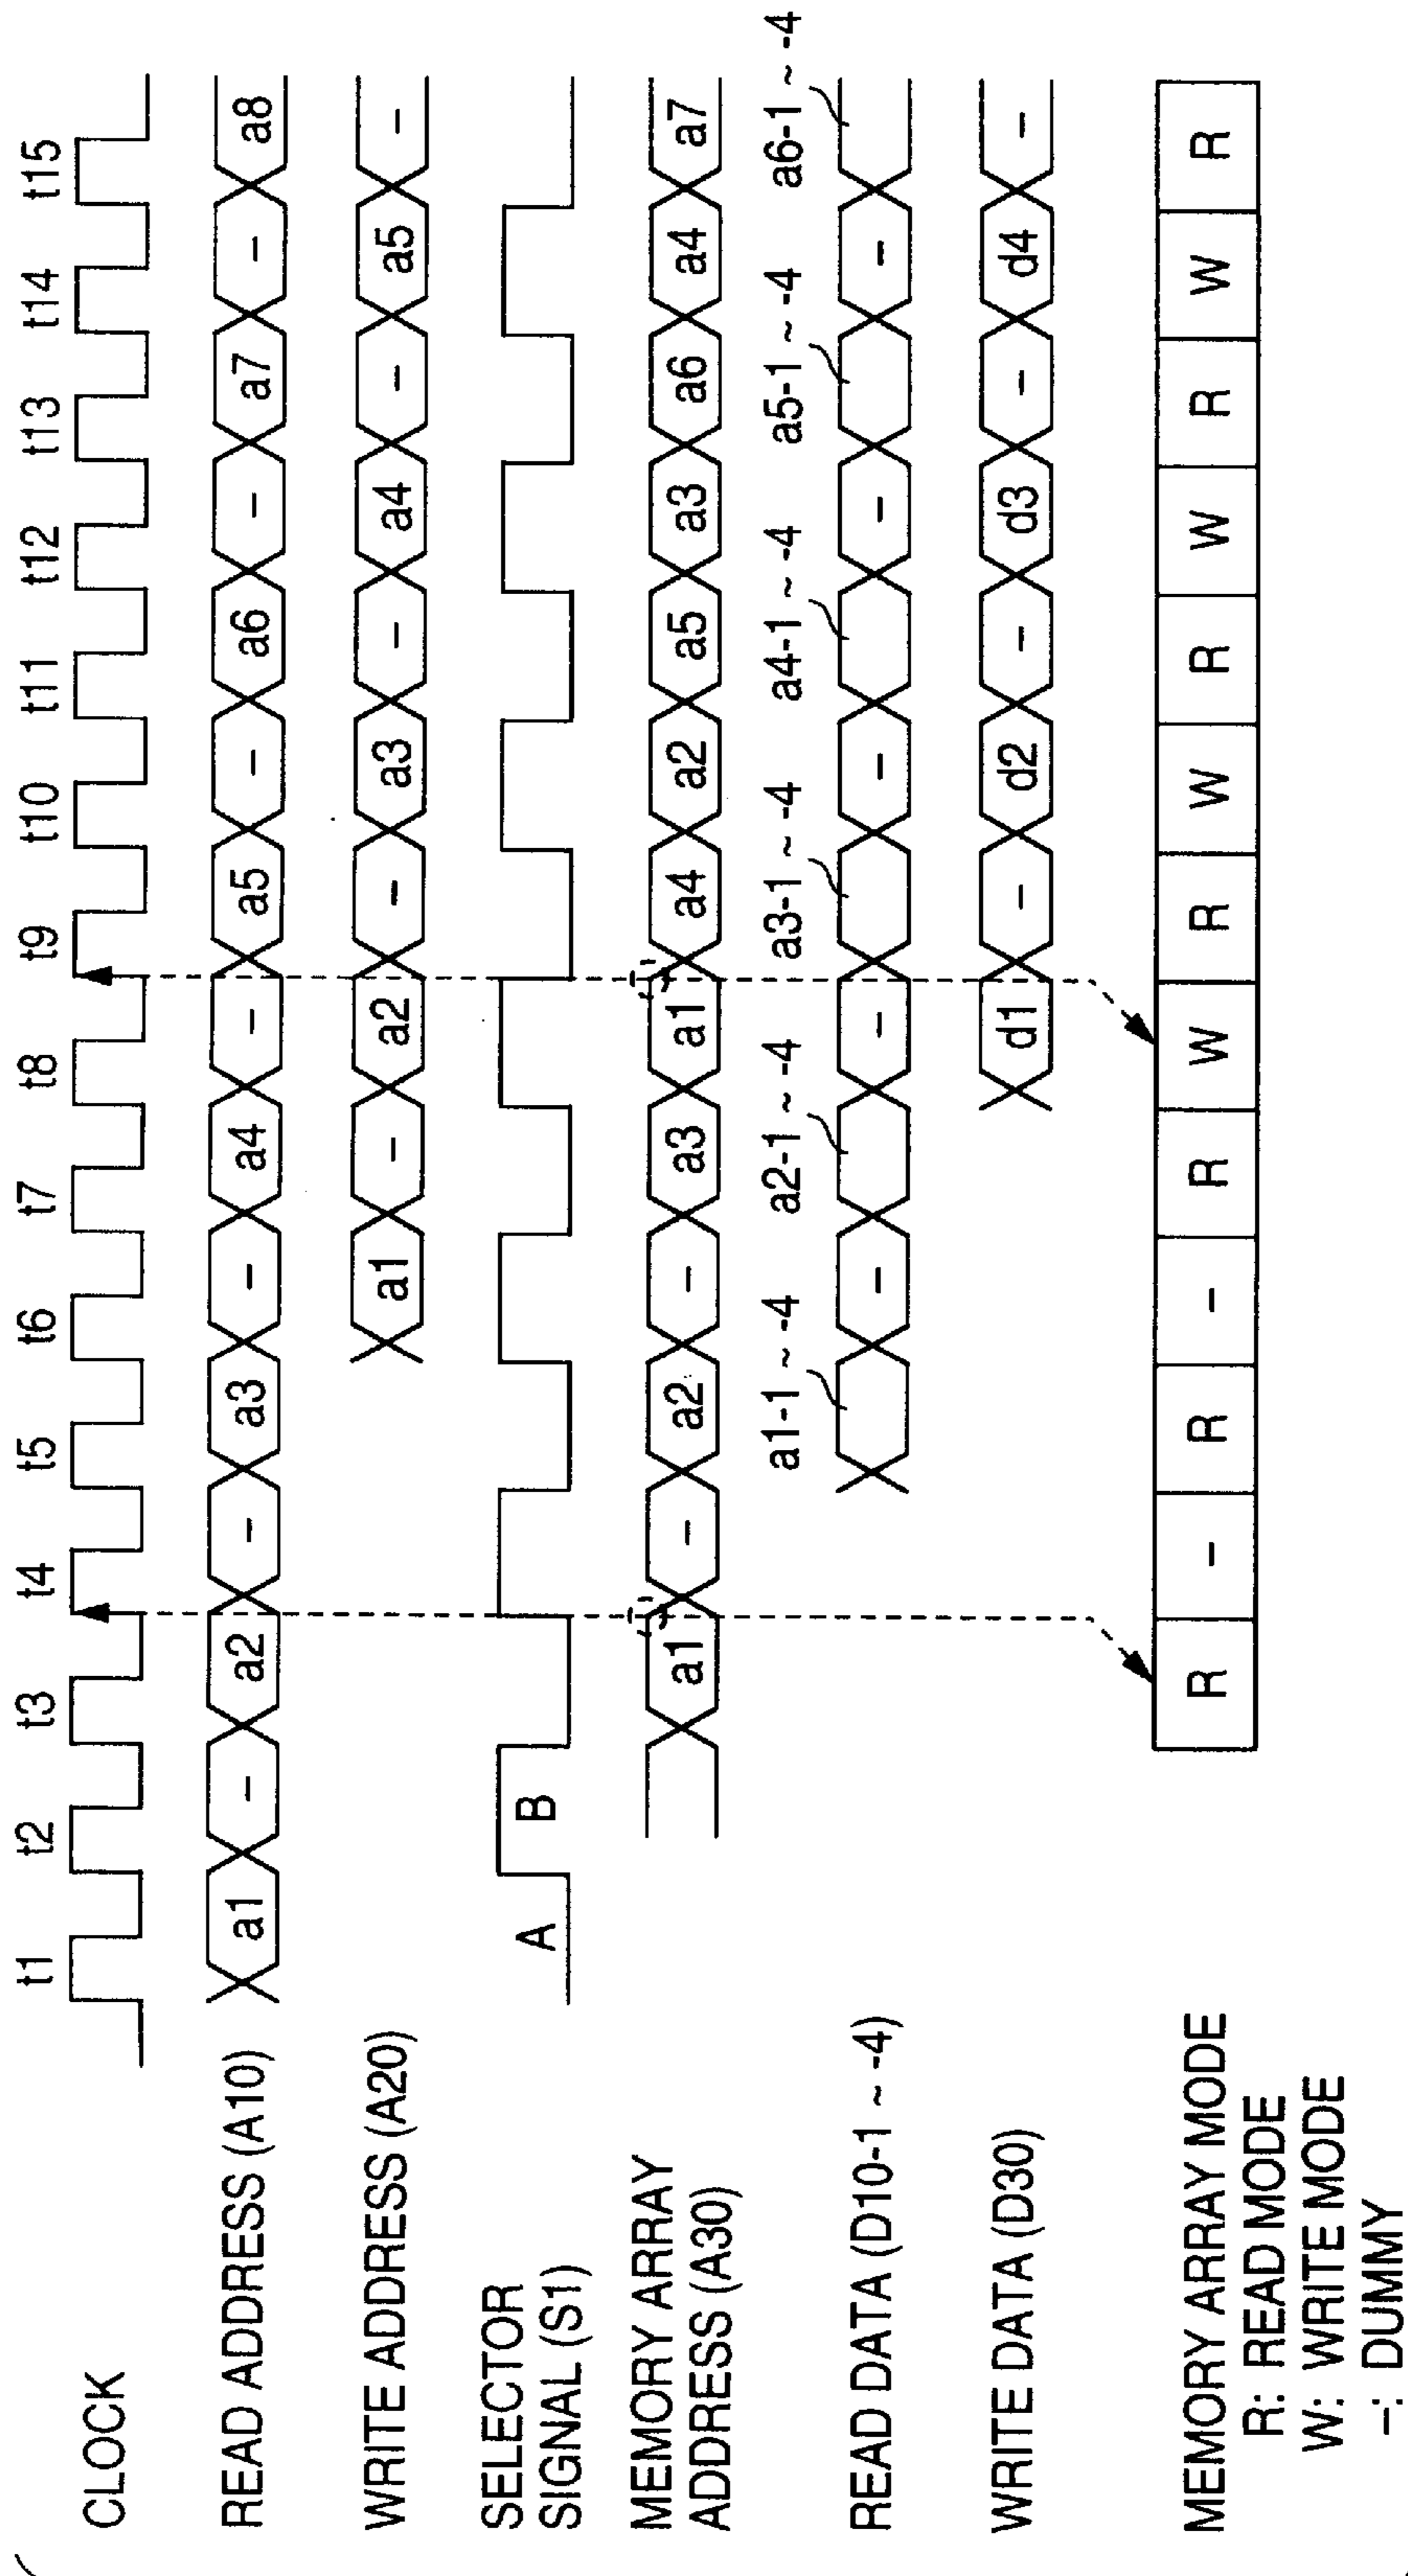 t1 t2 t3 t4 t5 t6 t7 t8 t9 t10 t11 t12 t13 t14 t15
CLOCK
READ ADDRESS (A10) a1 – a2 – a3 – a4 – a5 – a6 – a7 – a8
WRITE ADDRESS (A20) a1 – a2 – a3 – a4 – a5 –
SELECTOR
SIGNAL (S1) A B
MEMORY ARRAY
ADDRESS (A30) a1 – a2 – a3 a1 a4 a2 a5 a3 a6 a4 a7
a1-1 ~ -4 a2-1 ~ -4 a3-1 ~ -4 a4-1 ~ -4 a5-1 ~ -4 a6-1 ~ -4
READ DATA (D10-1 ~ -4) – – – – –
WRITE DATA (D30) d1 – d2 – d3 – d4 –
MEMORY ARRAY MODE R – R – R W R W R W R W R
R: READ MODE
W: WRITE MODE
–: DUMMY